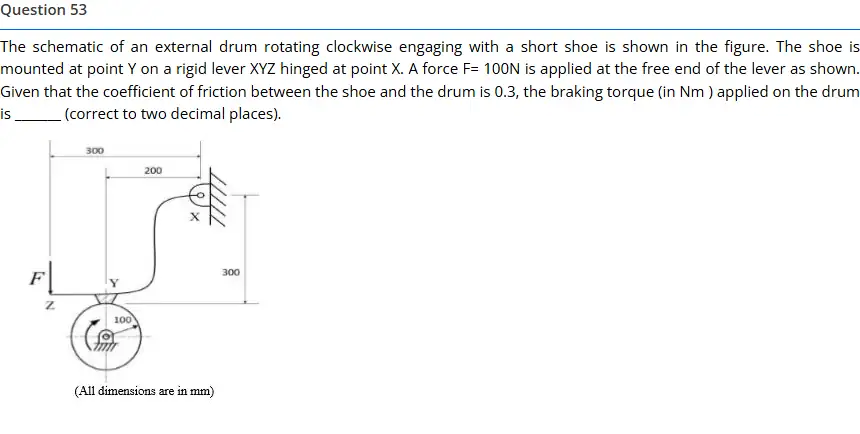 Question 53
The schematic of an external drum rotating clockwise engaging with a short shoe is shown in the figure. The shoe is
mounted at point Y on a rigid lever XYZ hinged at point X. A force F= 100N is applied at the free end of the lever as shown.
Given that the coefficient of friction between the shoe and the drum is 0.3, the braking torque (in Nm ) applied on the drum
is ______ (correct to two decimal places).
300
200
X
F
Y
300
Z
100
(All dimensions are in mm)